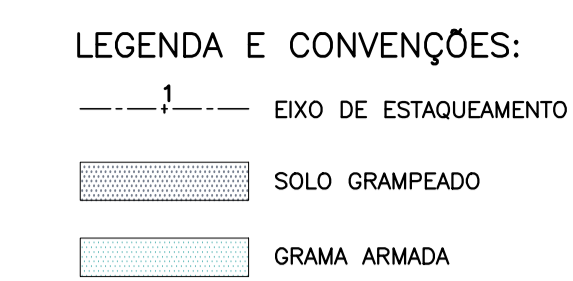 LEGENDA E CONVENÇÕES:
1
EIXO DE ESTAQUEAMENTO
SOLO GRAMPEADO
GRAMA ARMADA